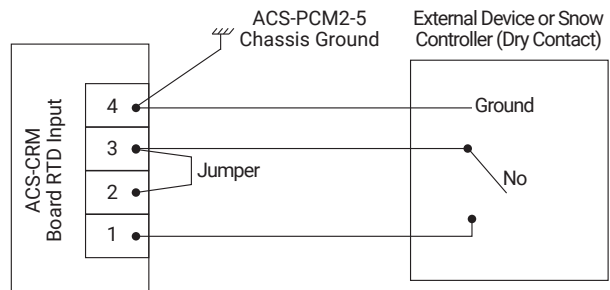 ACS-PCM2-5
Chassis Ground
External Device or Snow
Controller (Dry Contact)
ACS-CRM
Board RTD Input
4
3
2
1
Jumper
Ground
No